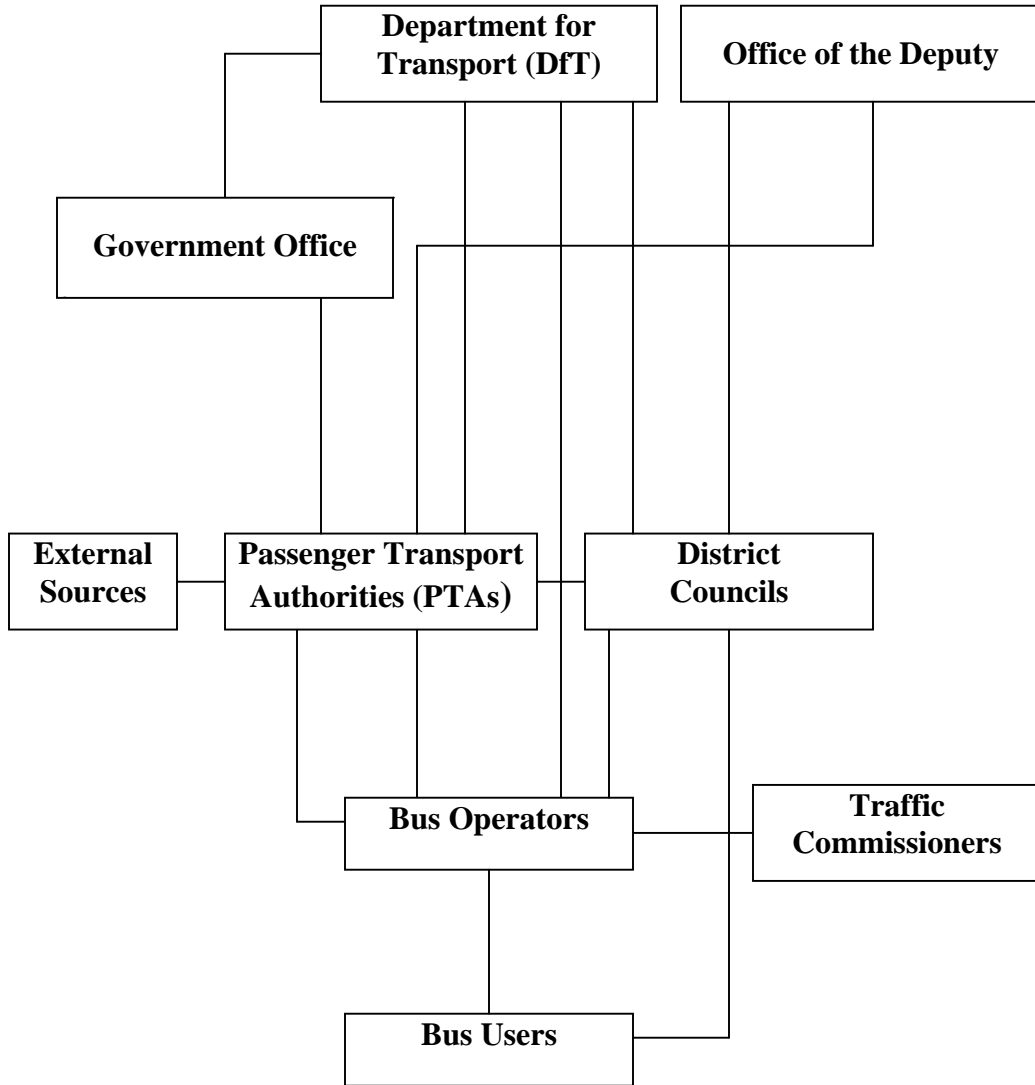 Department for
Transport (DfT)
Office of the Deputy
Government Office
External
Sources
Passenger Transport
Authorities (PTAs)
District
Councils
Bus Operators
Traffic
Commissioners
Bus Users